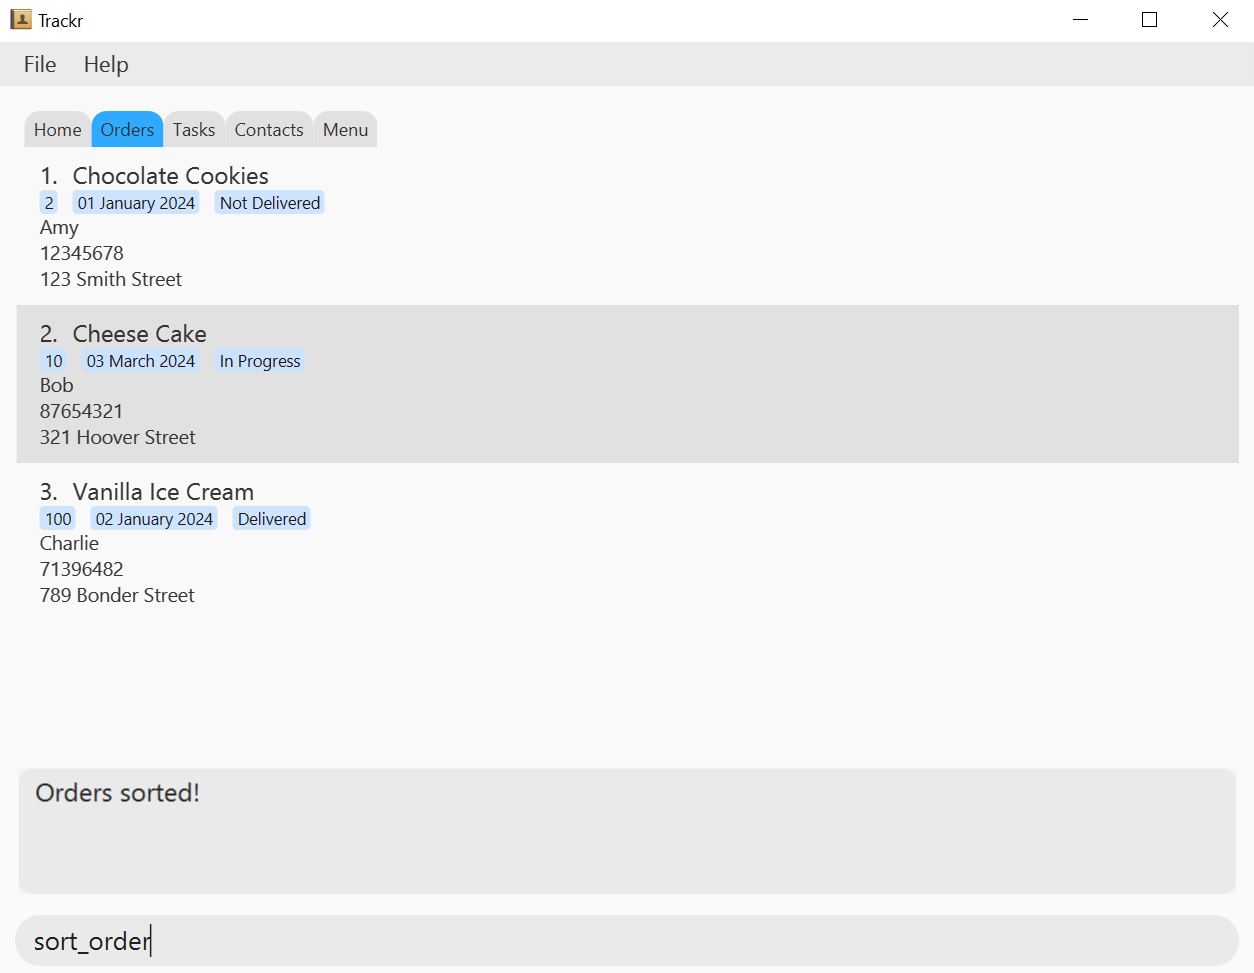 Trackr
File Help
Home Orders Tasks Contacts Menu
1. Chocolate Cookies
2 01 January 2024 Not Delivered
Amy
12345678
123 Smith Street
2. Cheese Cake
10 03 March 2024 In Progress
Bob
87654321
321 Hoover Street
3. Vanilla Ice Cream
100 02 January 2024 Delivered
Charlie
71396482
789 Bonder Street
Orders sorted!
sort_order